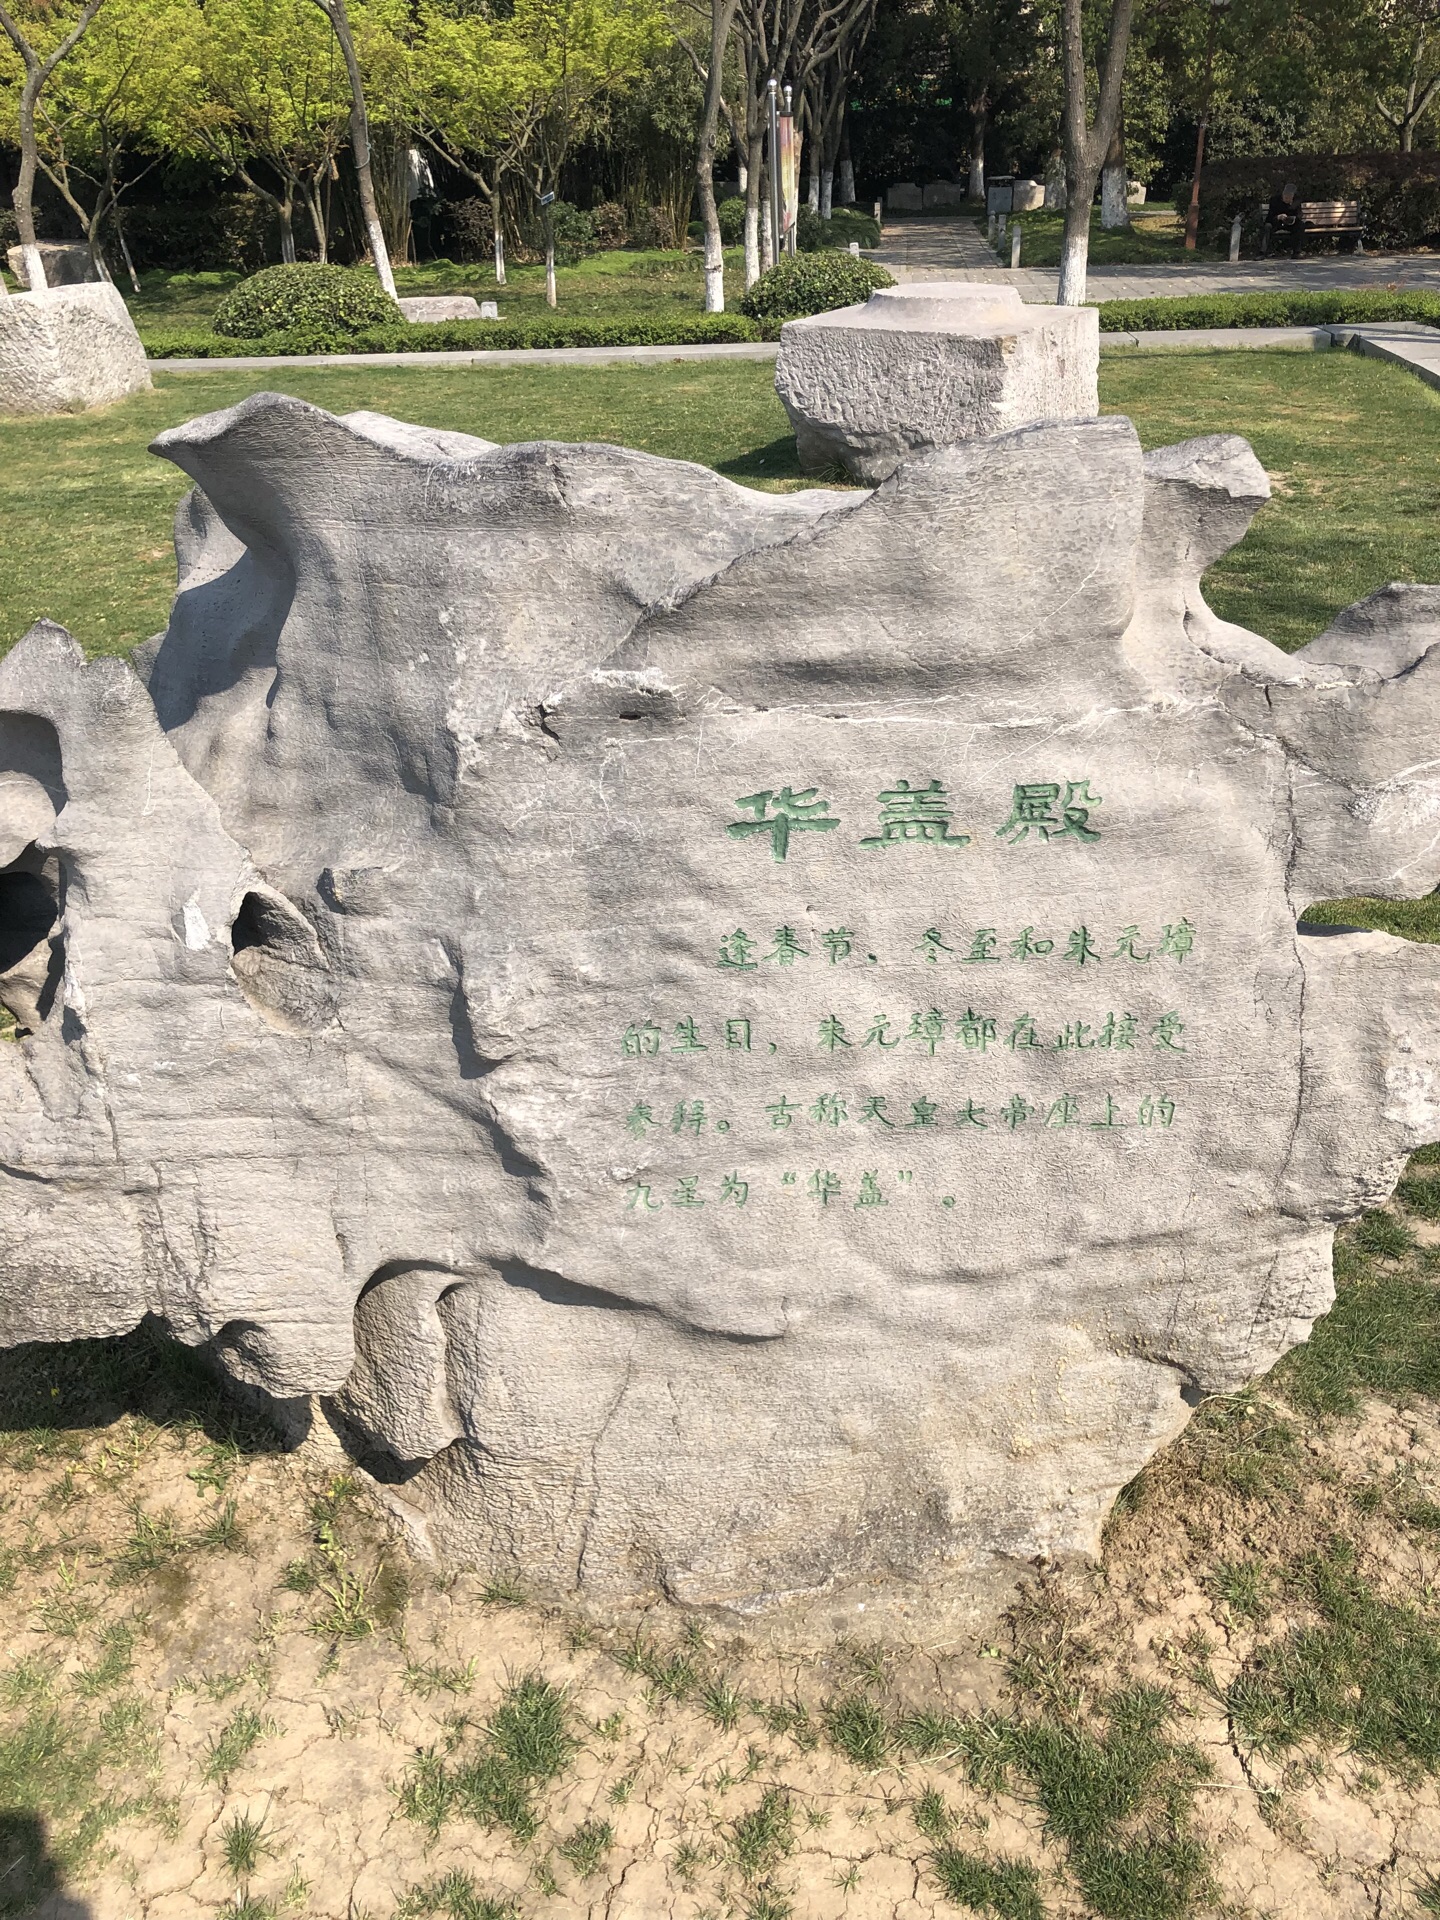 华盖殿
逢春节、冬至和朱元璋
的生日，朱元璋都在此接受
参拜。古称天皇大帝座上的
九星为“华盖”。